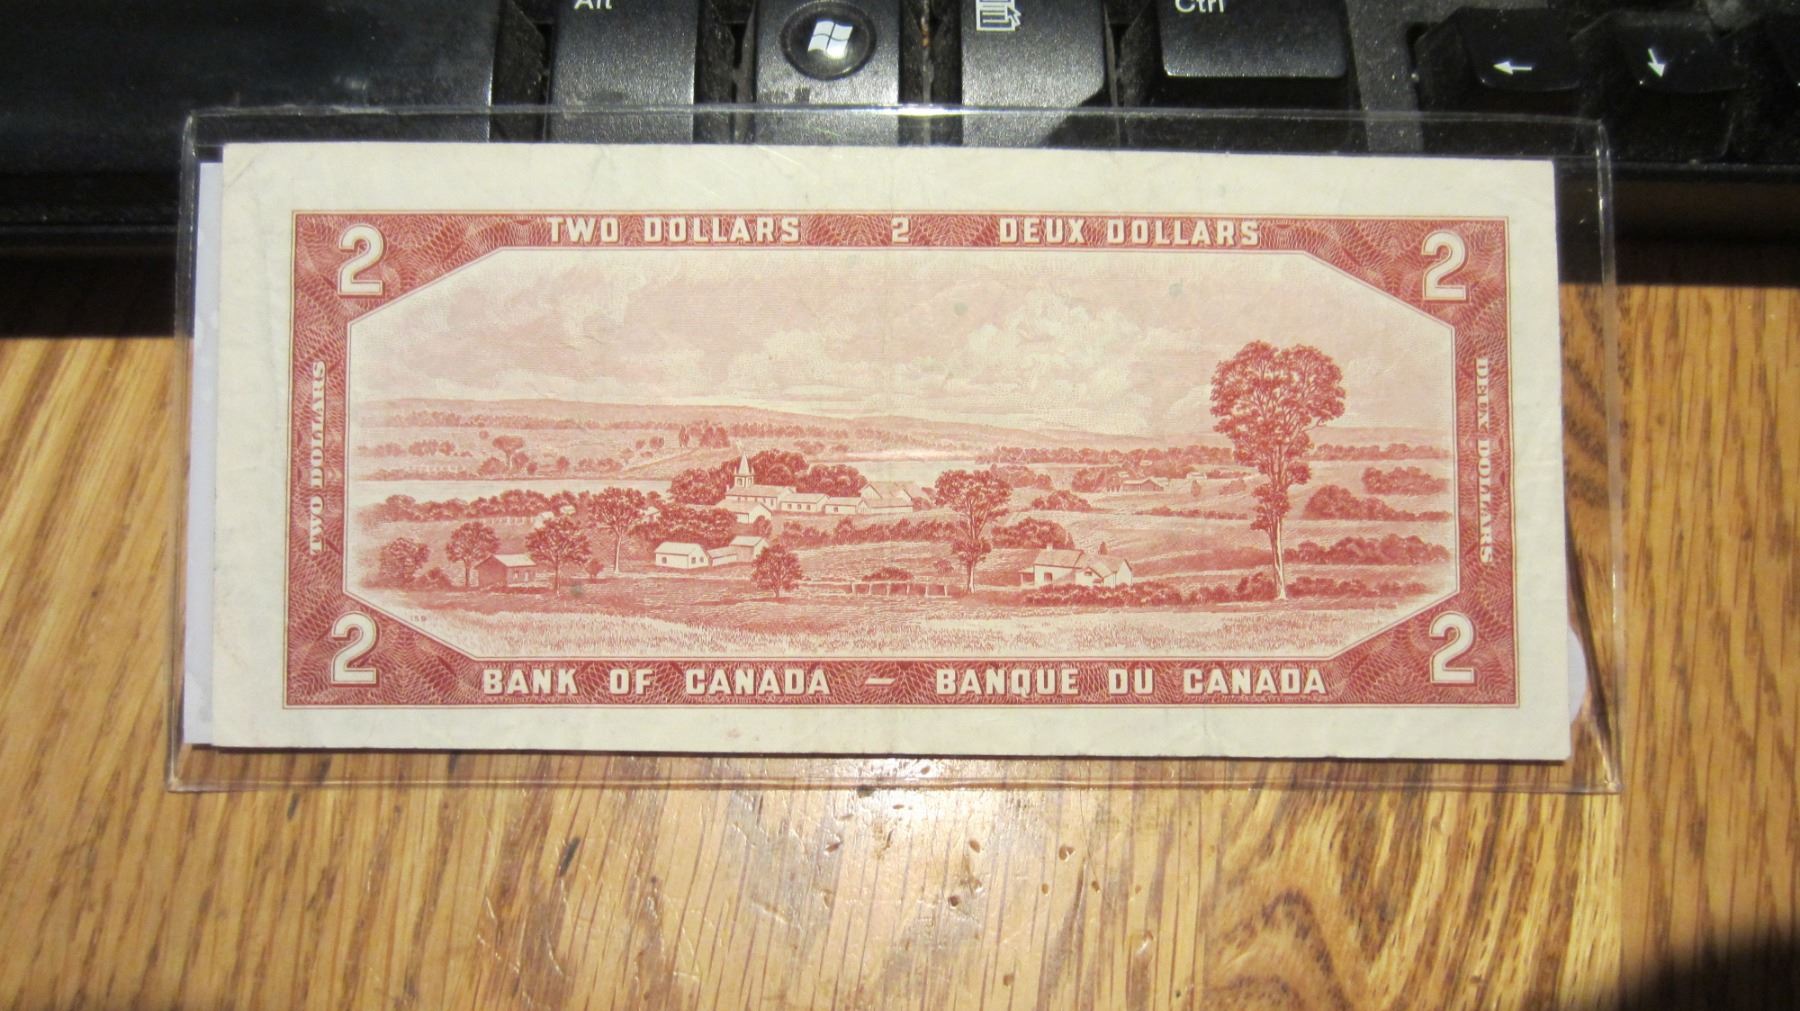 Alt
Ctrl
2 TWO DOLLARS 2 DEUX DOLLARS 2
TWO DOLLARS
DEUX DOLLARS
159
2 BANK OF CANADA – BANQUE DU CANADA 2